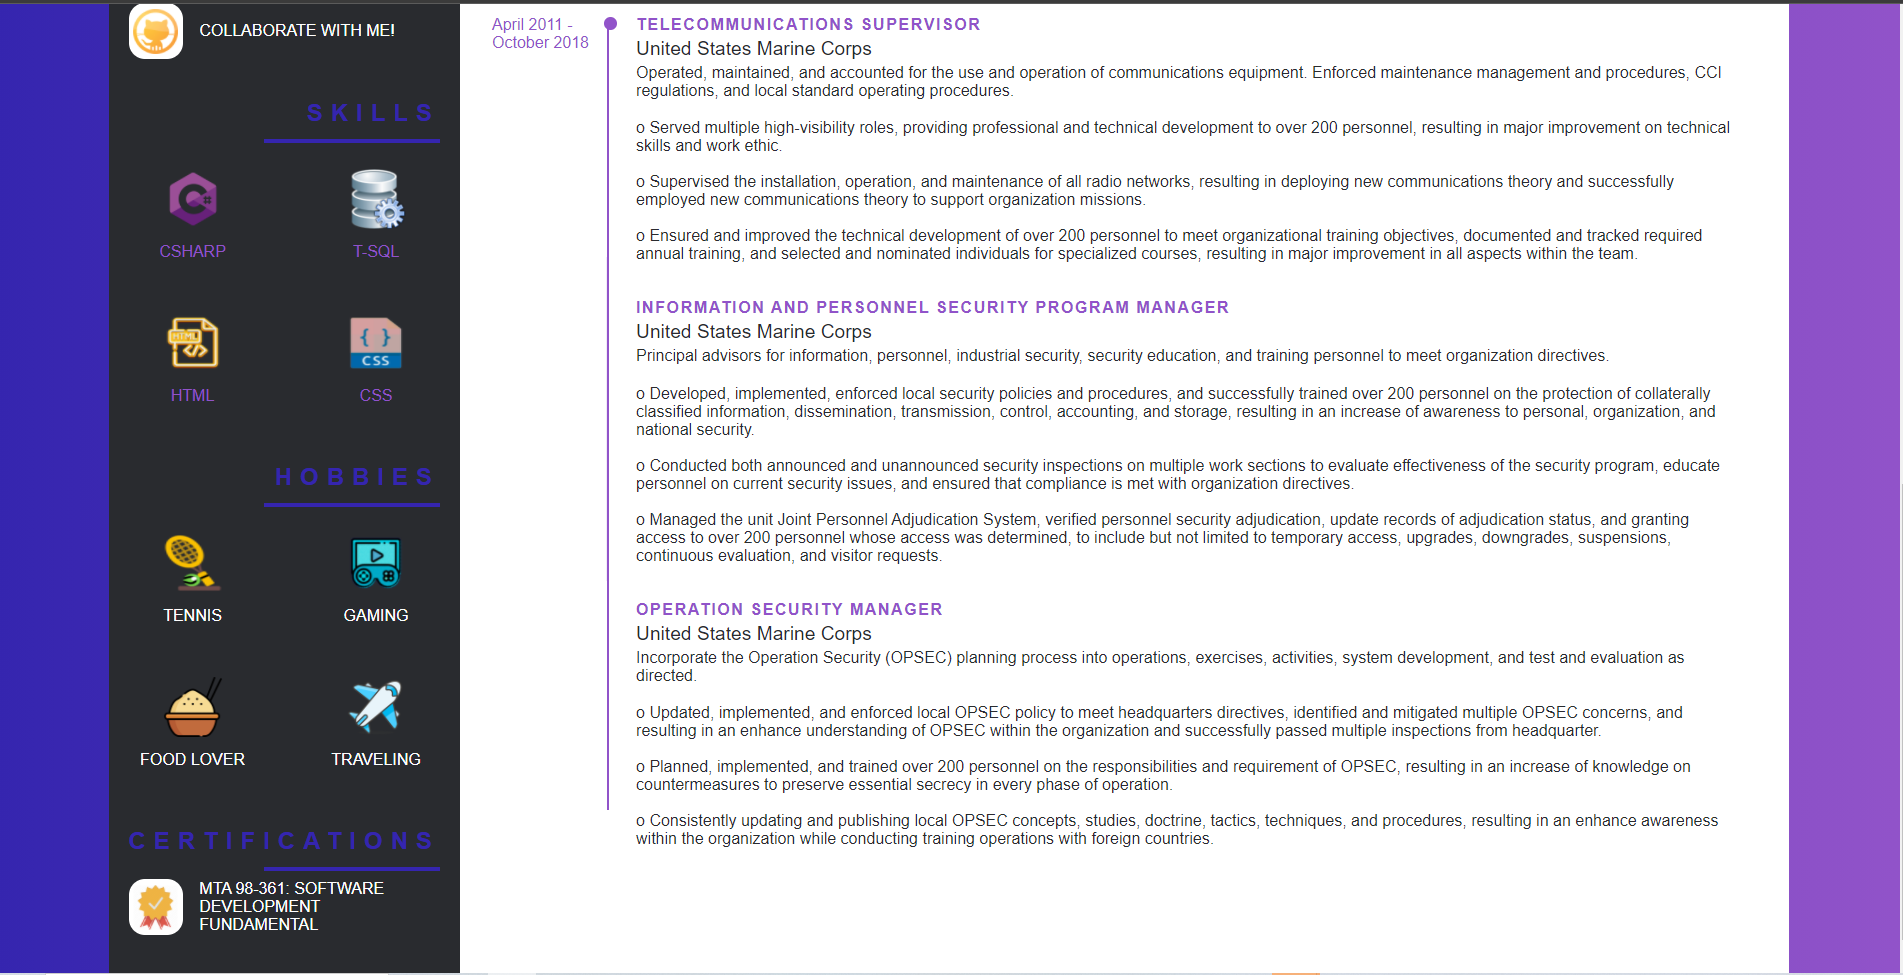 COLLABORATE WITH ME!
SKILLS
CSHARP
T-SQL
HTML
HTML
CSS
CSS
HOBBIES
TENNIS
GAMING
FOOD LOVER
TRAVELING
CERTIFICATIONS
MTA 98-361: SOFTWARE
DEVELOPMENT
FUNDAMENTAL
April 2011 -
October 2018
TELECOMMUNICATIONS SUPERVISOR
United States Marine Corps
Operated, maintained, and accounted for the use and operation of communications equipment. Enforced maintenance management and procedures, CCI
regulations, and local standard operating procedures.
o Served multiple high-visibility roles, providing professional and technical development to over 200 personnel, resulting in major improvement on technical
skills and work ethic.
o Supervised the installation, operation, and maintenance of all radio networks, resulting in deploying new communications theory and successfully
employed new communications theory to support organization missions.
o Ensured and improved the technical development of over 200 personnel to meet organizational training objectives, documented and tracked required
annual training, and selected and nominated individuals for specialized courses, resulting in major improvement in all aspects within the team.
INFORMATION AND PERSONNEL SECURITY PROGRAM MANAGER
United States Marine Corps
Principal advisors for information, personnel, industrial security, security education, and training personnel to meet organization directives.
o Developed, implemented, enforced local security policies and procedures, and successfully trained over 200 personnel on the protection of collaterally
classified information, dissemination, transmission, control, accounting, and storage, resulting in an increase of awareness to personal, organization, and
national security.
o Conducted both announced and unannounced security inspections on multiple work sections to evaluate effectiveness of the security program, educate
personnel on current security issues, and ensured that compliance is met with organization directives.
o Managed the unit Joint Personnel Adjudication System, verified personnel security adjudication, update records of adjudication status, and granting
access to over 200 personnel whose access was determined, to include but not limited to temporary access, upgrades, downgrades, suspensions,
continuous evaluation, and visitor requests.
OPERATION SECURITY MANAGER
United States Marine Corps
Incorporate the Operation Security (OPSEC) planning process into operations, exercises, activities, system development, and test and evaluation as
directed.
o Updated, implemented, and enforced local OPSEC policy to meet headquarters directives, identified and mitigated multiple OPSEC concerns, and
resulting in an enhance understanding of OPSEC within the organization and successfully passed multiple inspections from headquarter.
o Planned, implemented, and trained over 200 personnel on the responsibilities and requirement of OPSEC, resulting in an increase of knowledge on
countermeasures to preserve essential secrecy in every phase of operation.
o Consistently updating and publishing local OPSEC concepts, studies, doctrine, tactics, techniques, and procedures, resulting in an enhance awareness
within the organization while conducting training operations with foreign countries.